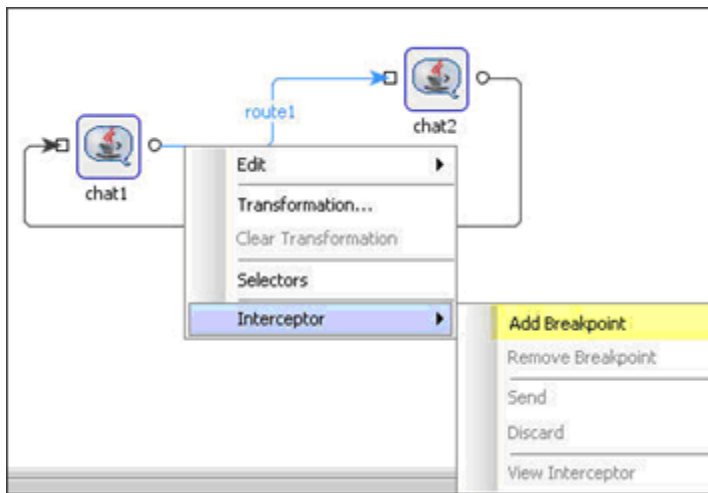 route1
chat2
chat1
Edit
Transformation...
Clear Transformation
Selectors
Interceptor
Add Breakpoint
Remove Breakpoint
Send
Discard
View Interceptor